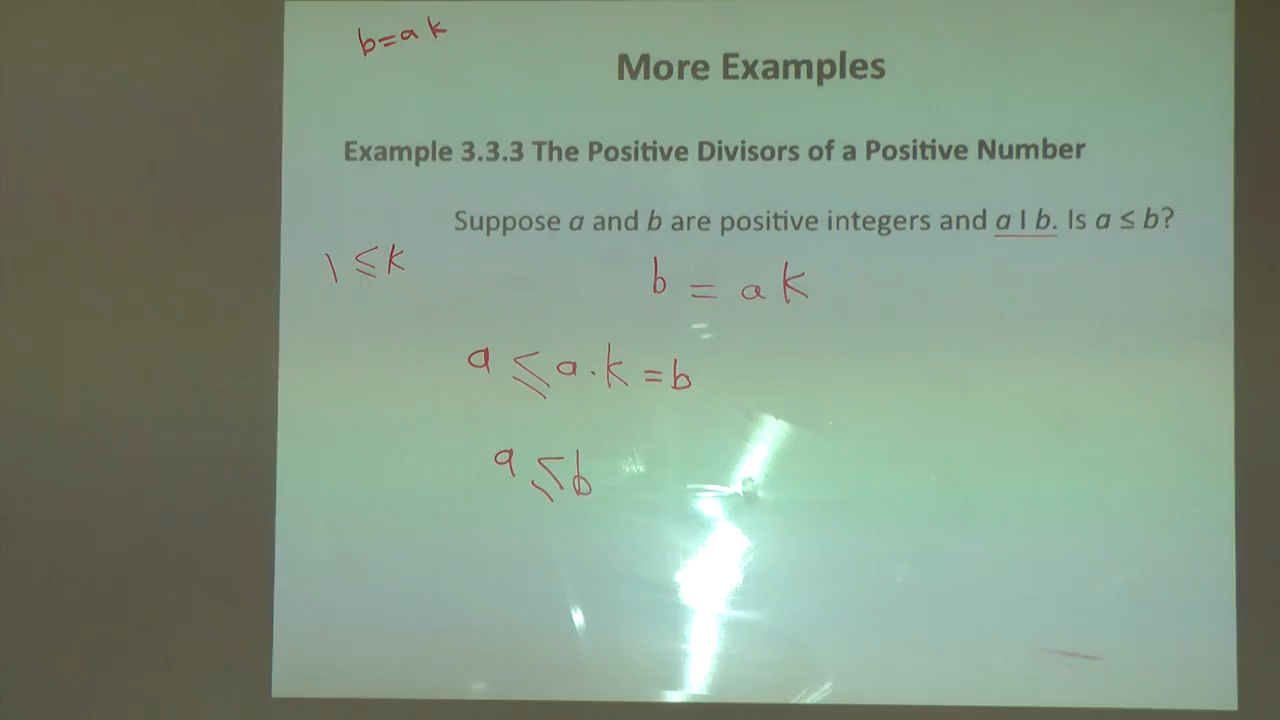 b=ak
More Examples
Example 3.3.3 The Positive Divisors of a Positive Number
Suppose a and b are positive integers and a | b. Is a ≤ b?
1 ≤ k
b = a k
a ≤ a . k = b
a ≤ b